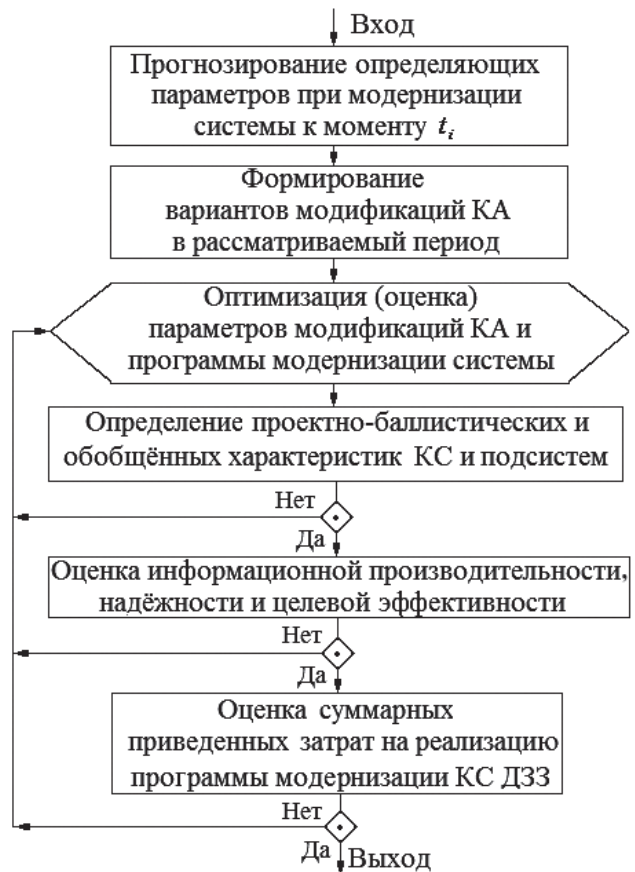 Вход
Прогнозирование определяющих
параметров при модернизации
системы к моменту t_i
Формирование
вариантов модификаций КА
в рассматриваемый период
Оптимизация (оценка)
параметров модификаций КА и
программы модернизации системы
Определение проектно-баллистических и
обобщённых характеристик КС и подсистем
Нет
Да
Оценка информационной производительности,
надёжности и целевой эффективности
Нет
Да
Оценка суммарных
приведенных затрат на реализацию
программы модернизации КС ДЗЗ
Нет
Да
Выход